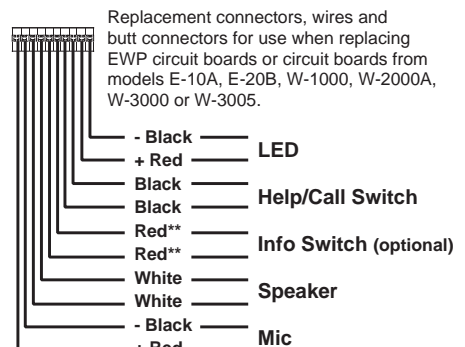 Replacement connectors, wires and
butt connectors for use when replacing
EWP circuit boards or circuit boards from
models E-10A, E-20B, W-1000, W-2000A,
W-3000 or W-3005.
- Black
LED
+ Red
Black
Help/Call Switch
Black
Red**
Info Switch (optional)
Red**
White
Speaker
White
- Black
Mic
+ Red